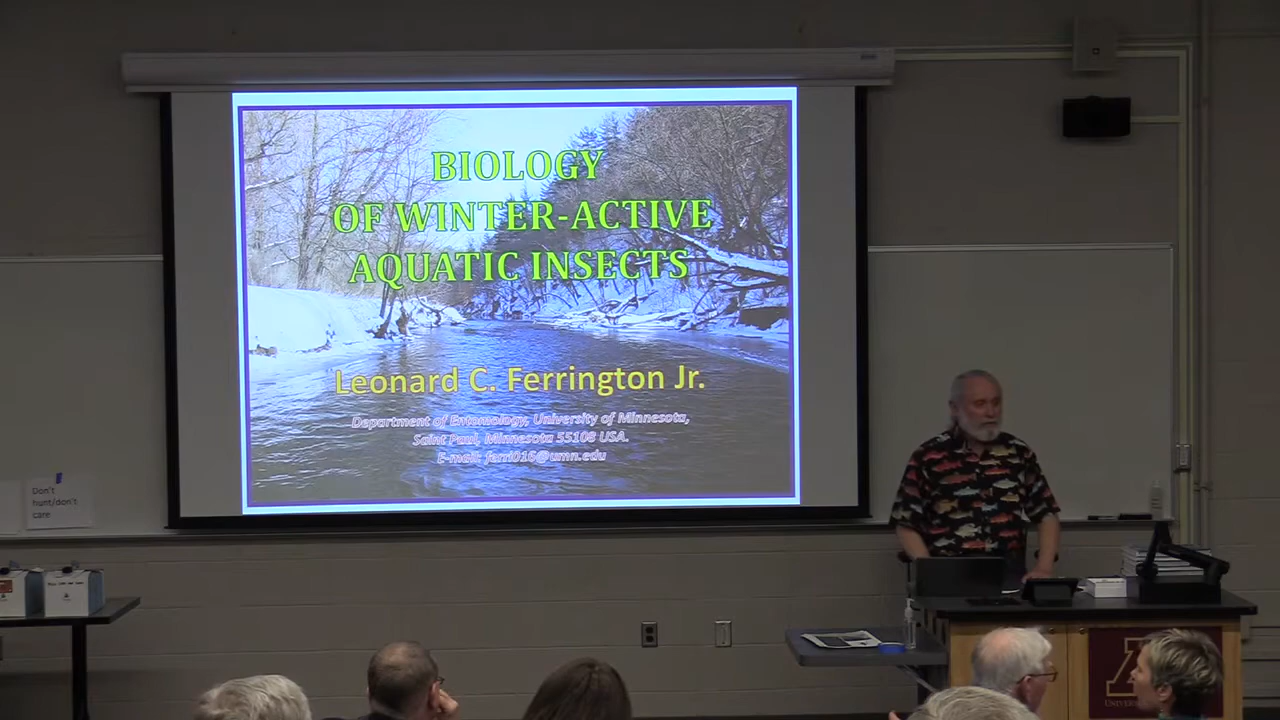 BIOLOGY
OF WINTER-ACTIVE
AQUATIC INSECTS
Leonard C. Ferrington Jr.
Department of Entomology, University of Minnesota,
Saint Paul, Minnesota 55108 USA.
E-mail: ferri016@umn.edu
Don't
hunt/don't
care